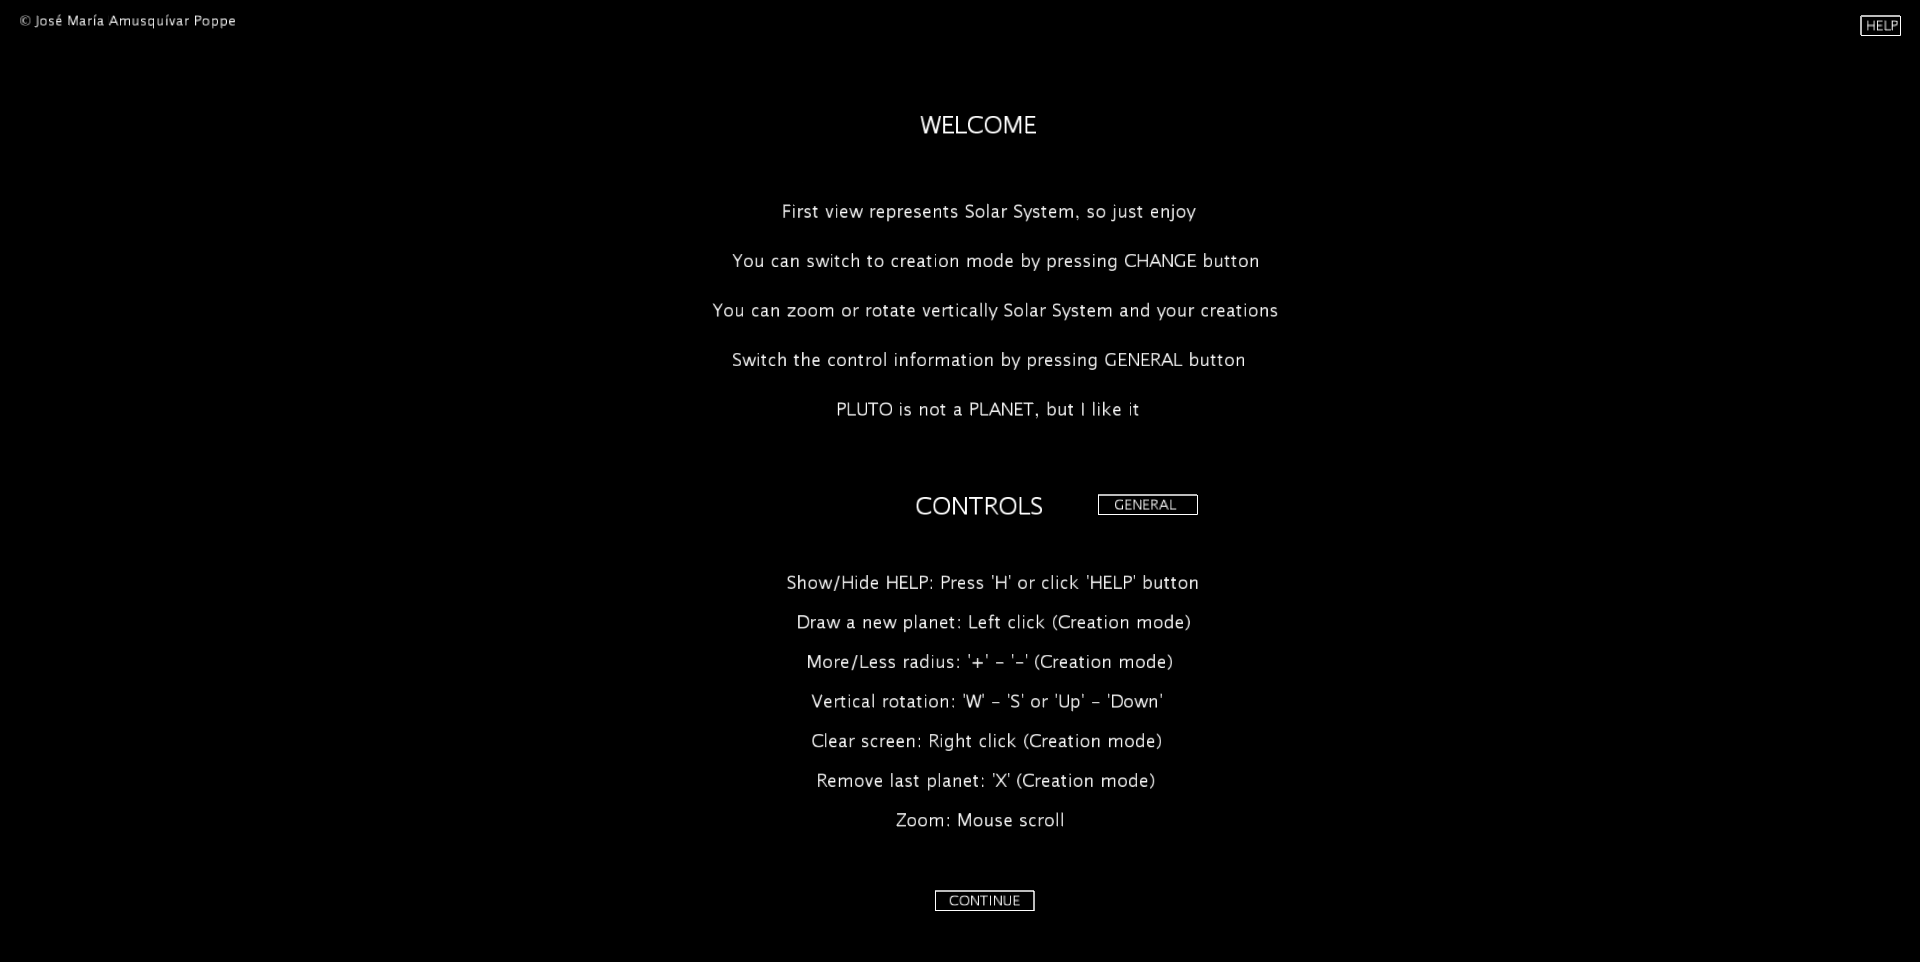 © José María Amusquívar Poppe
HELP
WELCOME
First view represents Solar System, so just enjoy
You can switch to creation mode by pressing CHANGE button
You can zoom or rotate vertically Solar System and your creations
Switch the control information by pressing GENERAL button
PLUTO is not a PLANET, but I like it
CONTROLS
GENERAL
Show/Hide HELP: Press 'H' or click 'HELP' button
Draw a new planet: Left click (Creation mode)
More/Less radius: '+' - '-' (Creation mode)
Vertical rotation: 'W' - 'S' or 'Up' - 'Down'
Clear screen: Right click (Creation mode)
Remove last planet: 'X' (Creation mode)
Zoom: Mouse scroll
CONTINUE